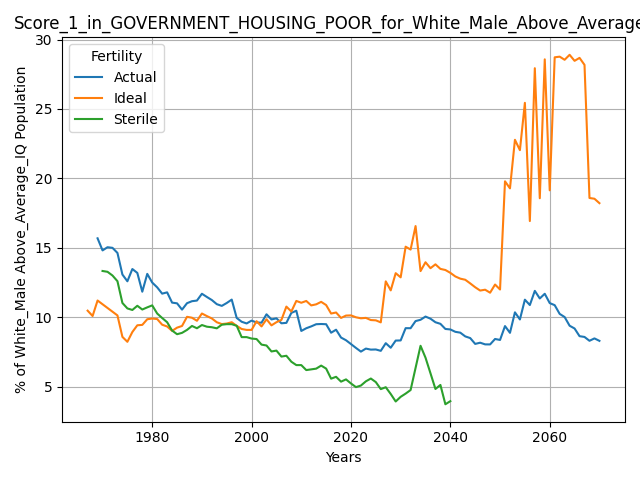 Score_1_in_GOVERNMENT_HOUSING_POOR_for_White_Male_Above_Average
30
25
20
15
10
5
1980
2000
2020
2040
2060
Years
% of White_Male Above_Average_IQ Population
Fertility
Actual
Ideal
Sterile